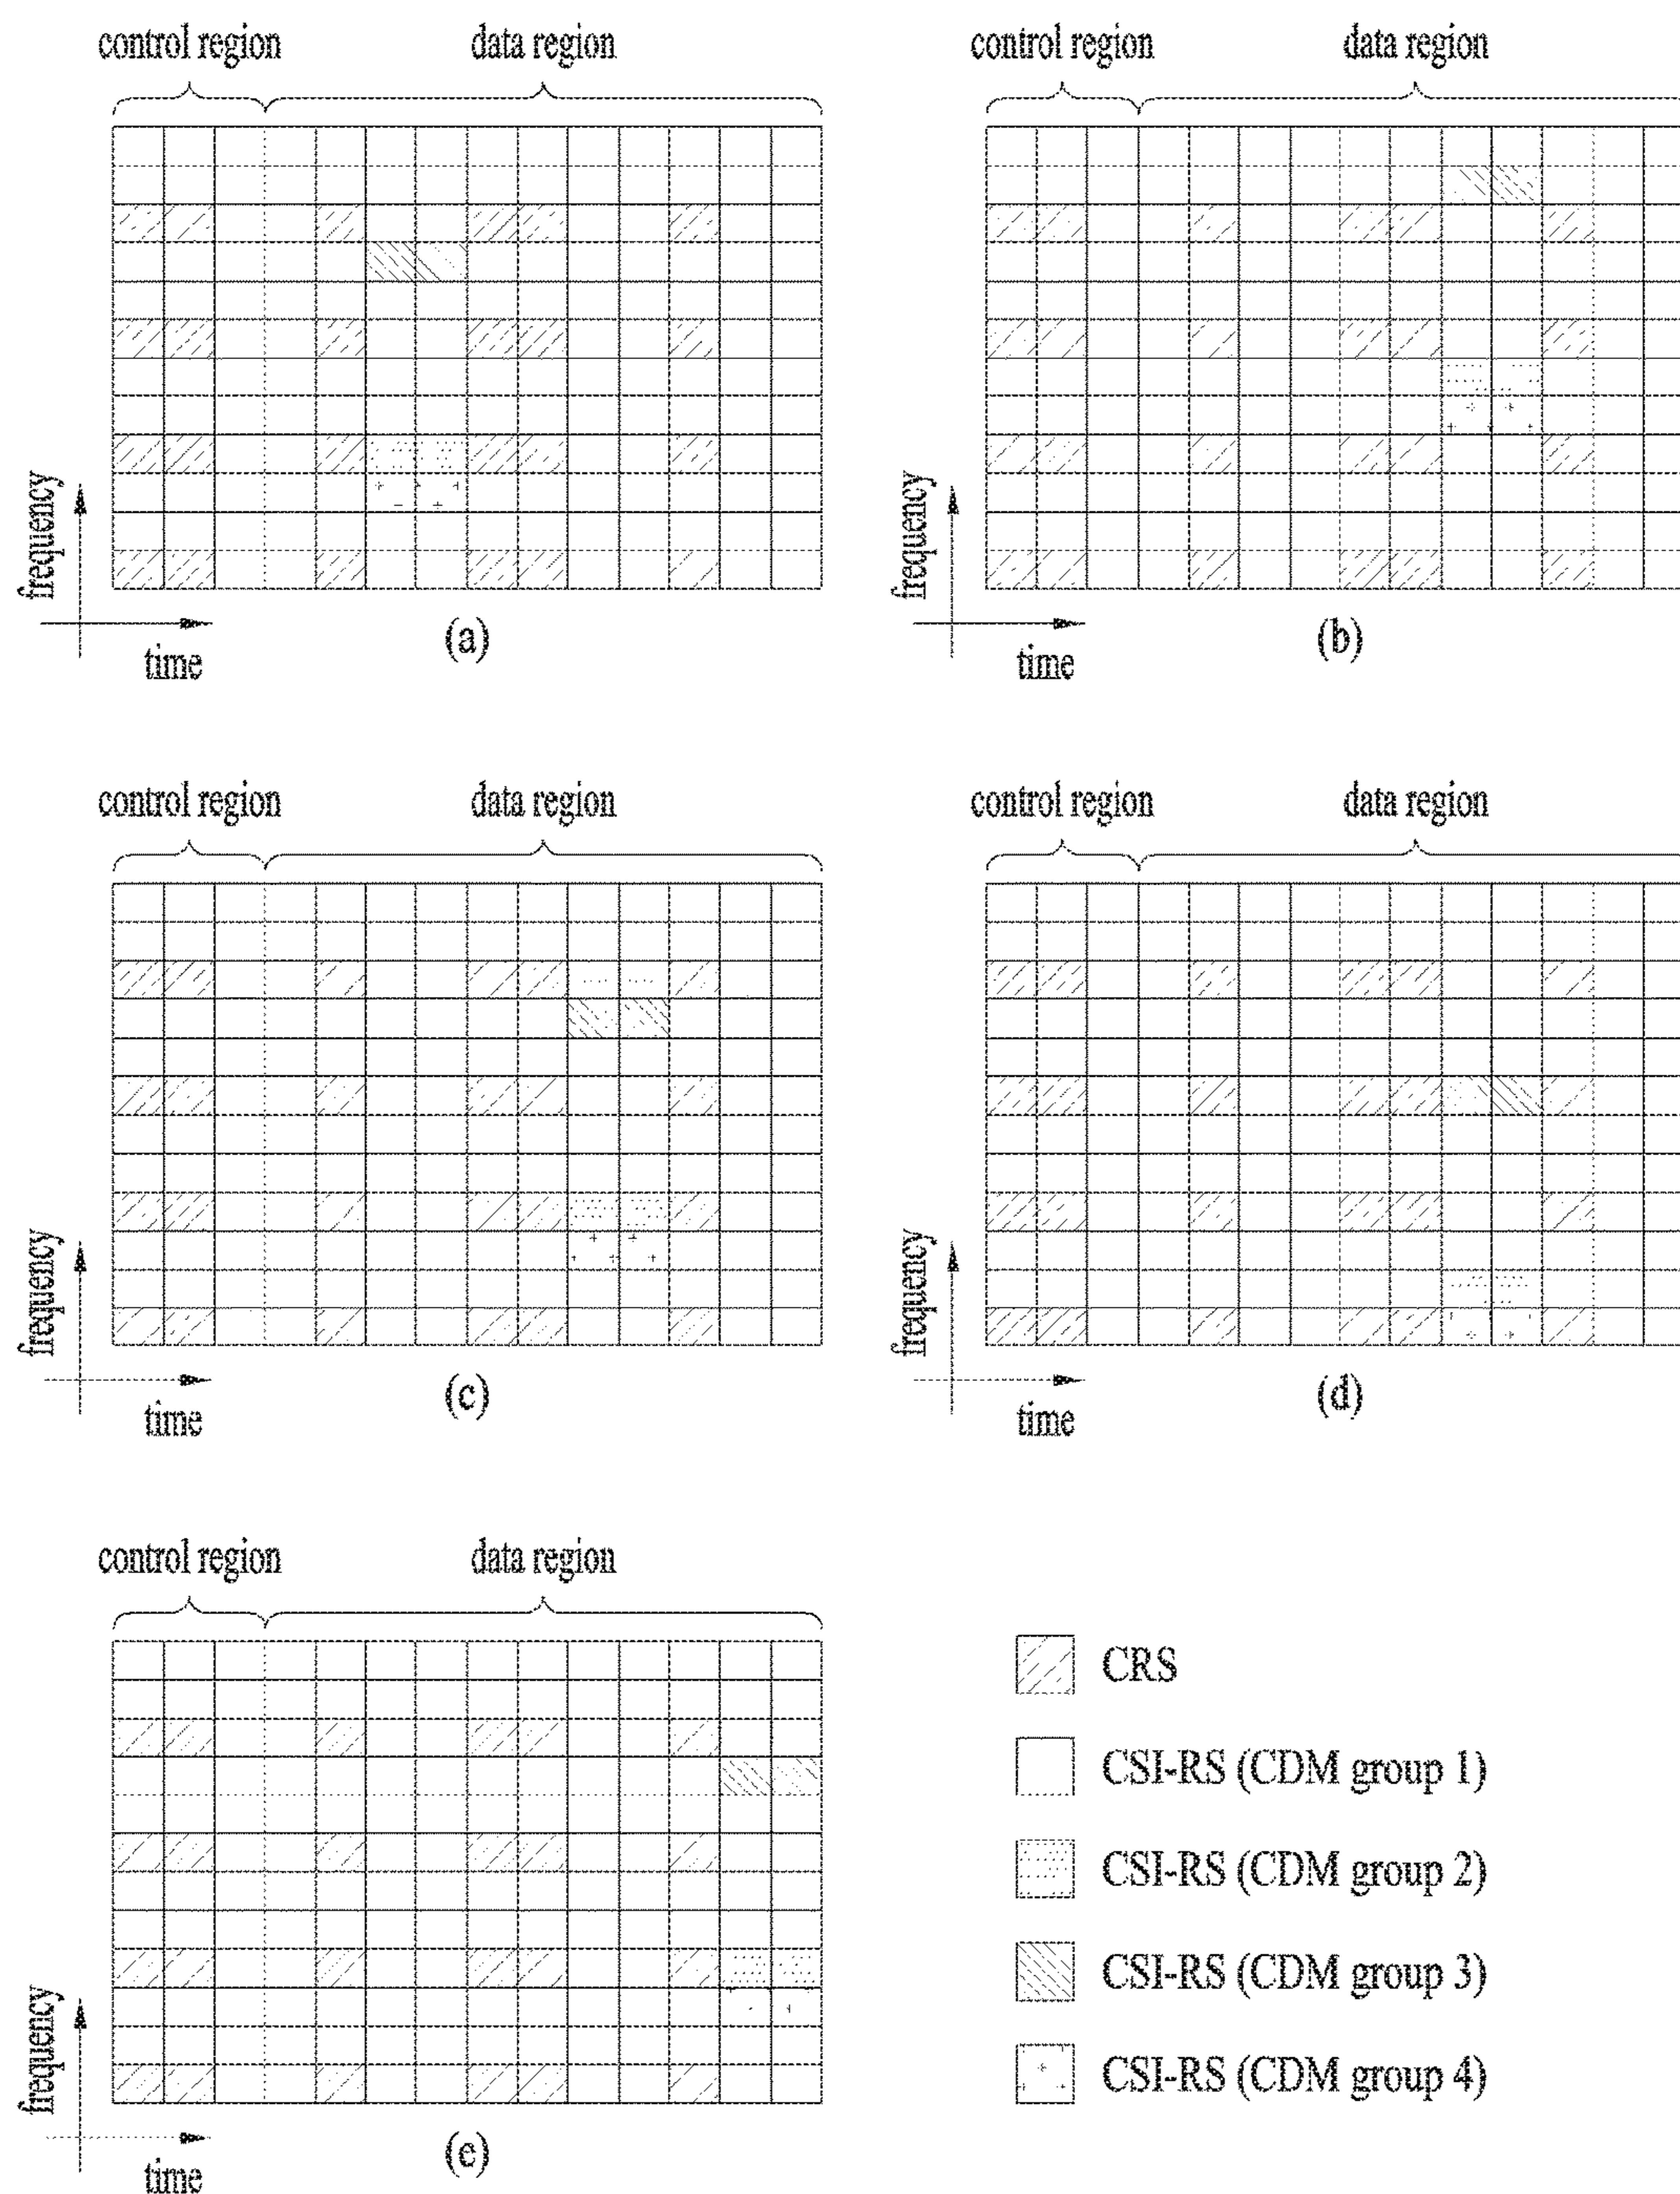 control region data region
control region data region
frequency
time
(a)
frequency
time
(b)
control region data region
control region data region
frequency
time
(c)
frequency
time
(d)
control region data region
frequency
time
(e)
CRS
CSI-RS (CDM group 1)
CSI-RS (CDM group 2)
CSI-RS (CDM group 3)
CSI-RS (CDM group 4)